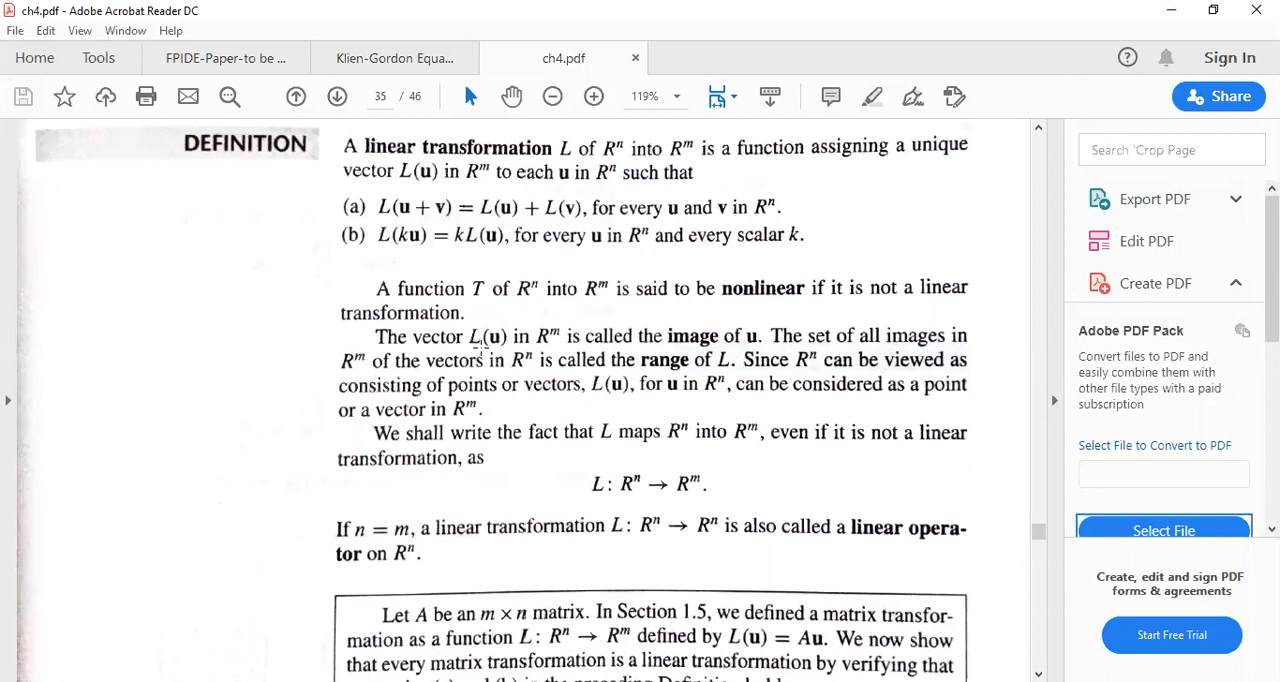 ch4.pdf - Adobe Acrobat Reader DC
File Edit View Window Help
Home Tools FPIDE-Paper-to be ... Klien-Gordon Equa... ch4.pdf Sign In
35 / 46 119% Share
DEFINITION
A linear transformation L of Rⁿ into Rᵐ is a function assigning a unique
vector L(u) in Rᵐ to each u in Rⁿ such that
(a) L(u + v) = L(u) + L(v), for every u and v in Rⁿ.
(b) L(ku) = kL(u), for every u in Rⁿ and every scalar k.
A function T of Rⁿ into Rᵐ is said to be nonlinear if it is not a linear
transformation.
The vector L(u) in Rᵐ is called the image of u. The set of all images in
Rᵐ of the vectors in Rⁿ is called the range of L. Since Rⁿ can be viewed as
consisting of points or vectors, L(u), for u in Rⁿ, can be considered as a point
or a vector in Rᵐ.
We shall write the fact that L maps Rⁿ into Rᵐ, even if it is not a linear
transformation, as
L: Rⁿ → Rᵐ.
If n = m, a linear transformation L: Rⁿ → Rⁿ is also called a linear opera-
tor on Rⁿ.
Let A be an m × n matrix. In Section 1.5, we defined a matrix transfor-
mation as a function L: Rⁿ → Rᵐ defined by L(u) = Au. We now show
that every matrix transformation is a linear transformation by verifying that
Search 'Crop Page'
Export PDF
Edit PDF
Create PDF
Adobe PDF Pack
Convert files to PDF and
easily combine them with
other file types with a paid
subscription
Select File to Convert to PDF
Select File
Create, edit and sign PDF
forms & agreements
Start Free Trial